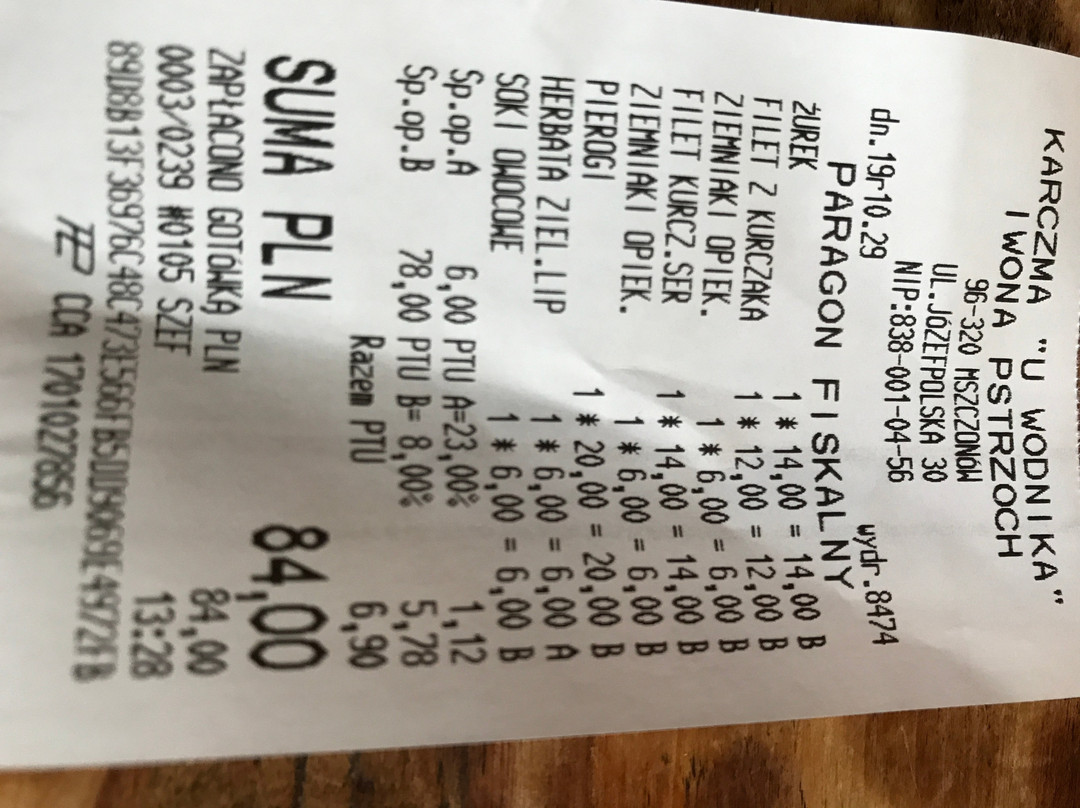 KARCZMA "U WODNIKA"
IWONA PSTRZOCH
96-320 MSZCZONÓW
UL.JÓZEFPOLSKA 30
NIP:838-001-04-56
dn.19r10.29 wydr.8474
PARAGON FISKALNY
ŻUREK 1 * 14,00 = 14,00 B
FILET Z KURCZAKA 1 * 12,00 = 12,00 B
ZIEMNIAKI OPIEK. 1 * 6,00 = 6,00 B
FILET KURCZ.SER 1 * 14,00 = 14,00 B
ZIEMNIAKI OPIEK. 1 * 6,00 = 6,00 B
PIEROGI 1 * 20,00 = 20,00 B
HERBATA ZIEL.LIP 1 * 6,00 = 6,00 A
SOKI OWOCOWE 1 * 6,00 = 6,00 B
Sp.op.A 6,00 PTU A=23,00% 1,12
Sp.op.B 78,00 PTU B= 8,00% 5,78
Razem PTU 6,90
SUMA PLN 84,00
ZAPŁACONO GOTÓWKĄ PLN 84,00
0003/0239 #0105 SZEF 13:28
CCA 1701027856